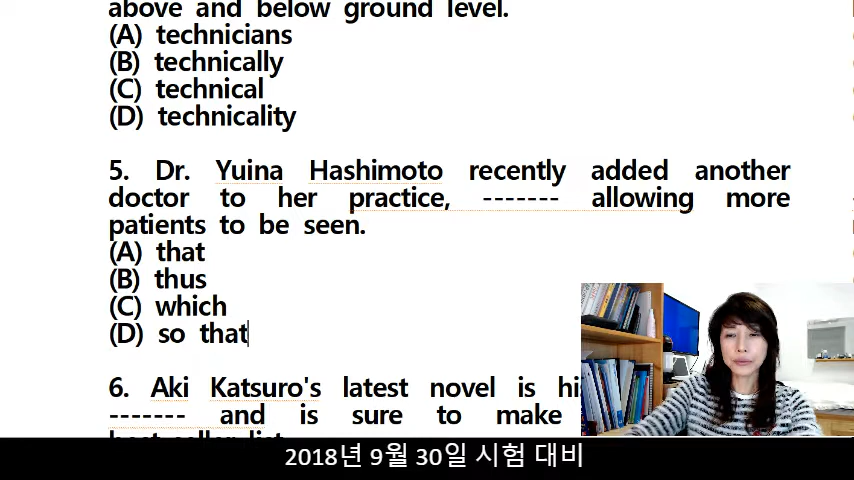 above and below ground level.
(A) technicians
(B) technically
(C) technical
(D) technicality
5. Dr. Yuina Hashimoto recently added another
doctor to her practice, ------- allowing more
patients to be seen.
(A) that
(B) thus
(C) which
(D) so that
6. Aki Katsuro's latest novel is
------- and is sure to make
2018년 9월 30일 시험 대비